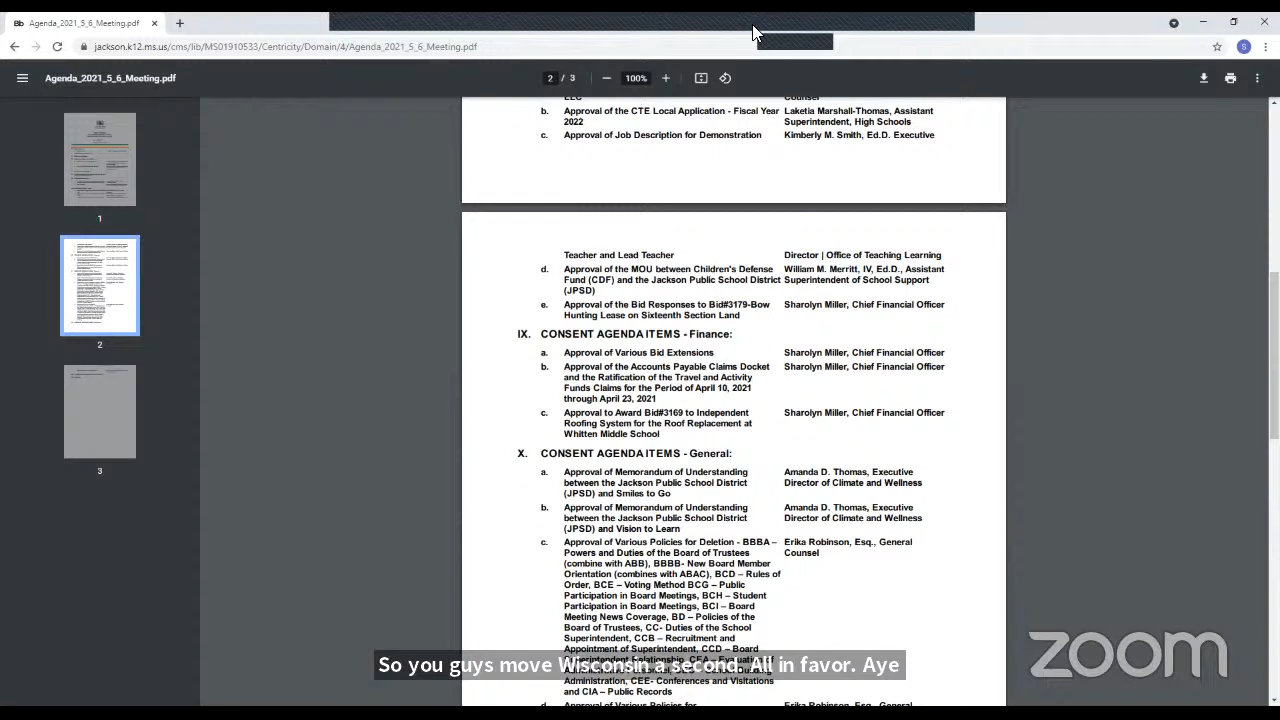 Bb Agenda_2021_5_6_Meeting.pdf
jackson.k12.ms.us/cms/lib/MS01910533/Centricity/Domain/4/Agenda_2021_5_6_Meeting.pdf
S
Agenda_2021_5_6_Meeting.pdf
2 / 3
100%
1
2
3
LLC Counsel
b. Approval of the CTE Local Application - Fiscal Year Laketia Marshall-Thomas, Assistant
2022 Superintendent, High Schools
c. Approval of Job Description for Demonstration Kimberly M. Smith, Ed.D. Executive
Teacher and Lead Teacher Director | Office of Teaching Learning
d. Approval of the MOU between Children's Defense William M. Merritt, IV, Ed.D., Assistant
Fund (CDF) and the Jackson Public School District Superintendent of School Support
(JPSD)
e. Approval of the Bid Responses to Bid#3179-Bow Sharolyn Miller, Chief Financial Officer
Hunting Lease on Sixteenth Section Land
IX. CONSENT AGENDA ITEMS - Finance:
a. Approval of Various Bid Extensions Sharolyn Miller, Chief Financial Officer
b. Approval of the Accounts Payable Claims Docket Sharolyn Miller, Chief Financial Officer
and the Ratification of the Travel and Activity
Funds Claims for the Period of April 10, 2021
through April 23, 2021
c. Approval to Award Bid#3169 to Independent Sharolyn Miller, Chief Financial Officer
Roofing System for the Roof Replacement at
Whitten Middle School
X. CONSENT AGENDA ITEMS - General:
a. Approval of Memorandum of Understanding Amanda D. Thomas, Executive
between the Jackson Public School District Director of Climate and Wellness
(JPSD) and Smiles to Go
b. Approval of Memorandum of Understanding Amanda D. Thomas, Executive
between the Jackson Public School District Director of Climate and Wellness
(JPSD) and Vision to Learn
c. Approval of Various Policies for Deletion - BBBA – Erika Robinson, Esq., General
Powers and Duties of the Board of Trustees Counsel
(combine with ABB), BBBB- New Board Member
Orientation (combines with ABAC), BCD – Rules of
Order, BCE – Voting Method BCG – Public
Participation in Board Meetings, BCH – Student
Participation in Board Meetings, BCI – Board
Meeting News Coverage, BD – Policies of the
Board of Trustees, CC- Duties of the School
Superintendent, CCB – Recruitment and
Appointment of Superintendent, CCD – Board
So you guys move Wisconsin a second. All in favor. Aye
Administration, CEE- Conferences and Visitations
and CIA – Public Records
d. Approval of Various Policies for Erika Robinson, Esq., General
zoom